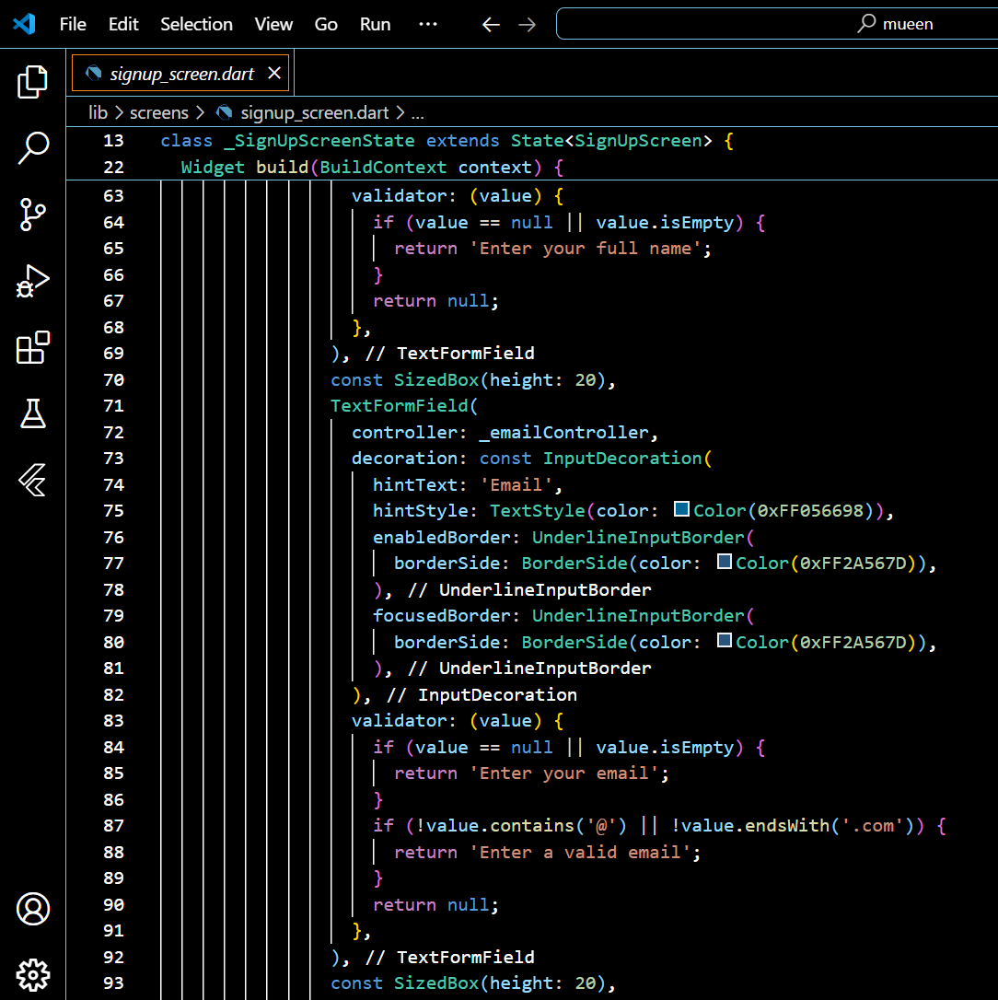 File Edit Selection View Go Run ··· ← → mueen
signup_screen.dart ×
lib > screens > signup_screen.dart > ...
13 class _SignUpScreenState extends State<SignUpScreen> {
22 Widget build(BuildContext context) {
63 validator: (value) {
64 if (value == null || value.isEmpty) {
65 return 'Enter your full name';
66 }
67 return null;
68 },
69 ), // TextFormField
70 const SizedBox(height: 20),
71 TextFormField(
72 controller: _emailController,
73 decoration: const InputDecoration(
74 hintText: 'Email',
75 hintStyle: TextStyle(color: Color(0xFF056698)),
76 enabledBorder: UnderlineInputBorder(
77 borderSide: BorderSide(color: Color(0xFF2A567D)),
78 ), // UnderlineInputBorder
79 focusedBorder: UnderlineInputBorder(
80 borderSide: BorderSide(color: Color(0xFF2A567D)),
81 ), // UnderlineInputBorder
82 ), // InputDecoration
83 validator: (value) {
84 if (value == null || value.isEmpty) {
85 return 'Enter your email';
86 }
87 if (!value.contains('@') || !value.endsWith('.com')) {
88 return 'Enter a valid email';
89 }
90 return null;
91 },
92 ), // TextFormField
93 const SizedBox(height: 20),